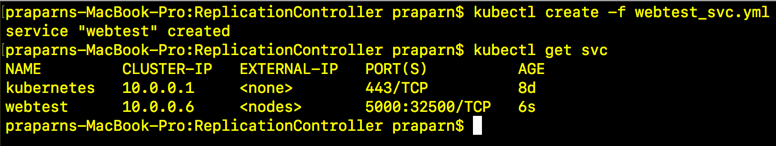 praparns-MacBook-Pro:ReplicationController praparn$ kubectl create -f webtest_svc.yml
service "webtest" created
praparns-MacBook-Pro:ReplicationController praparn$ kubectl get svc
NAME CLUSTER-IP EXTERNAL-IP PORT(S) AGE
kubernetes 10.0.0.1 <none> 443/TCP 8d
webtest 10.0.0.6 <nodes> 5000:32500/TCP 6s
praparns-MacBook-Pro:ReplicationController praparn$